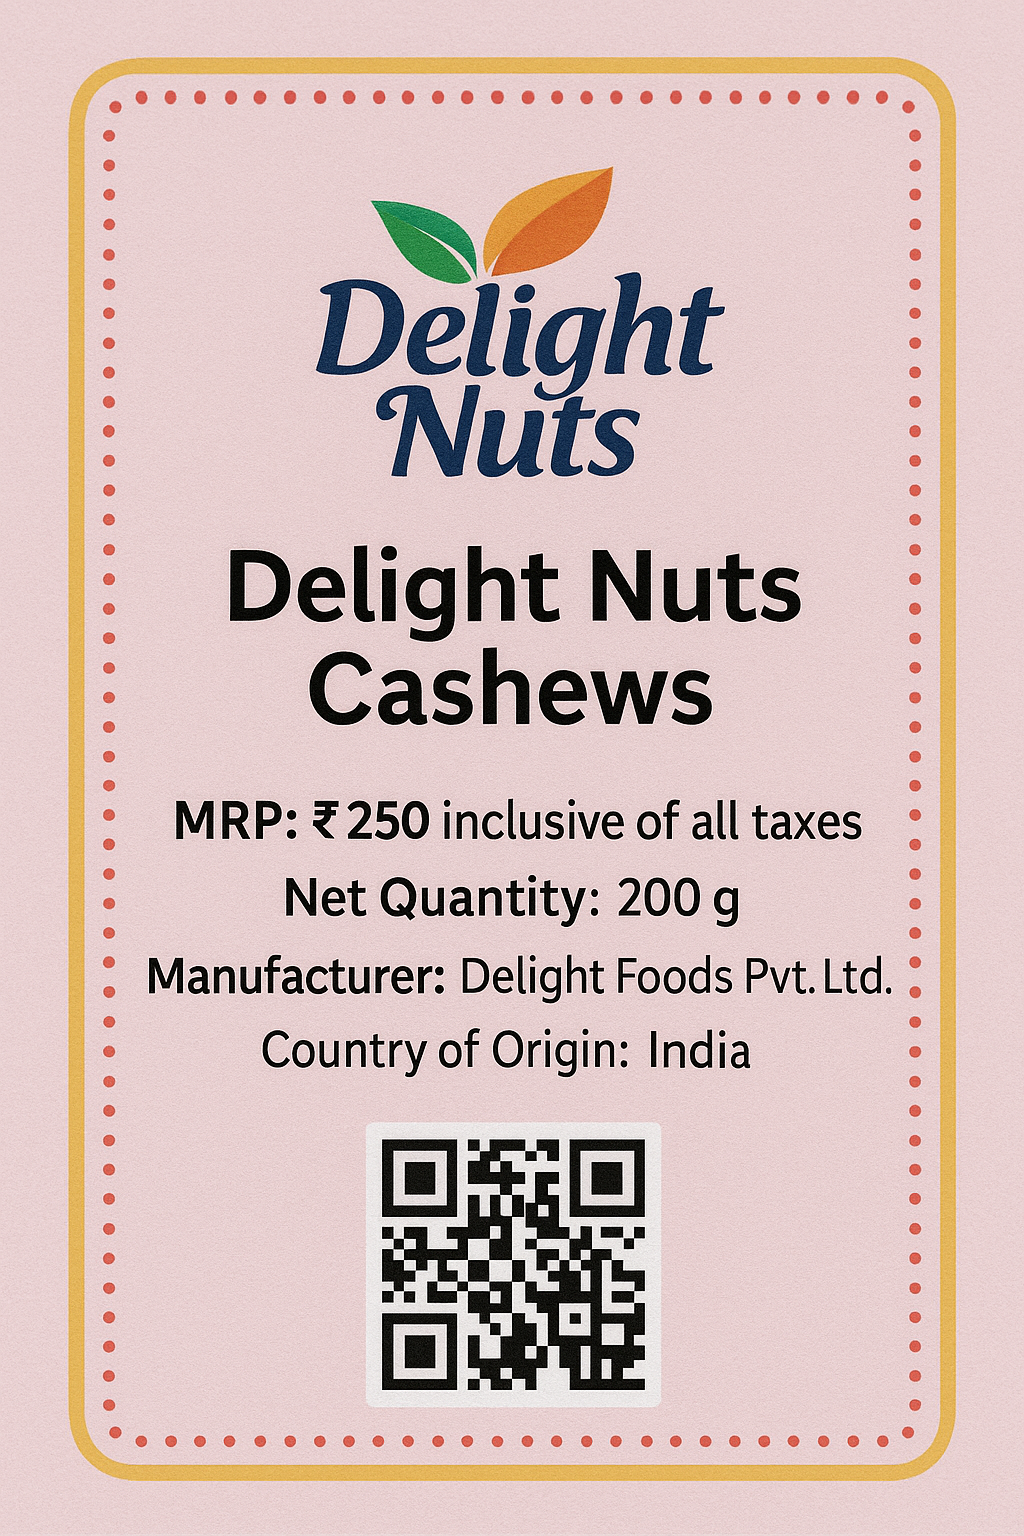 Delight
Nuts
Delight Nuts
Cashews
MRP: ₹250 inclusive of all taxes
Net Quantity: 200 g
Manufacturer: Delight Foods Pvt. Ltd.
Country of Origin: India